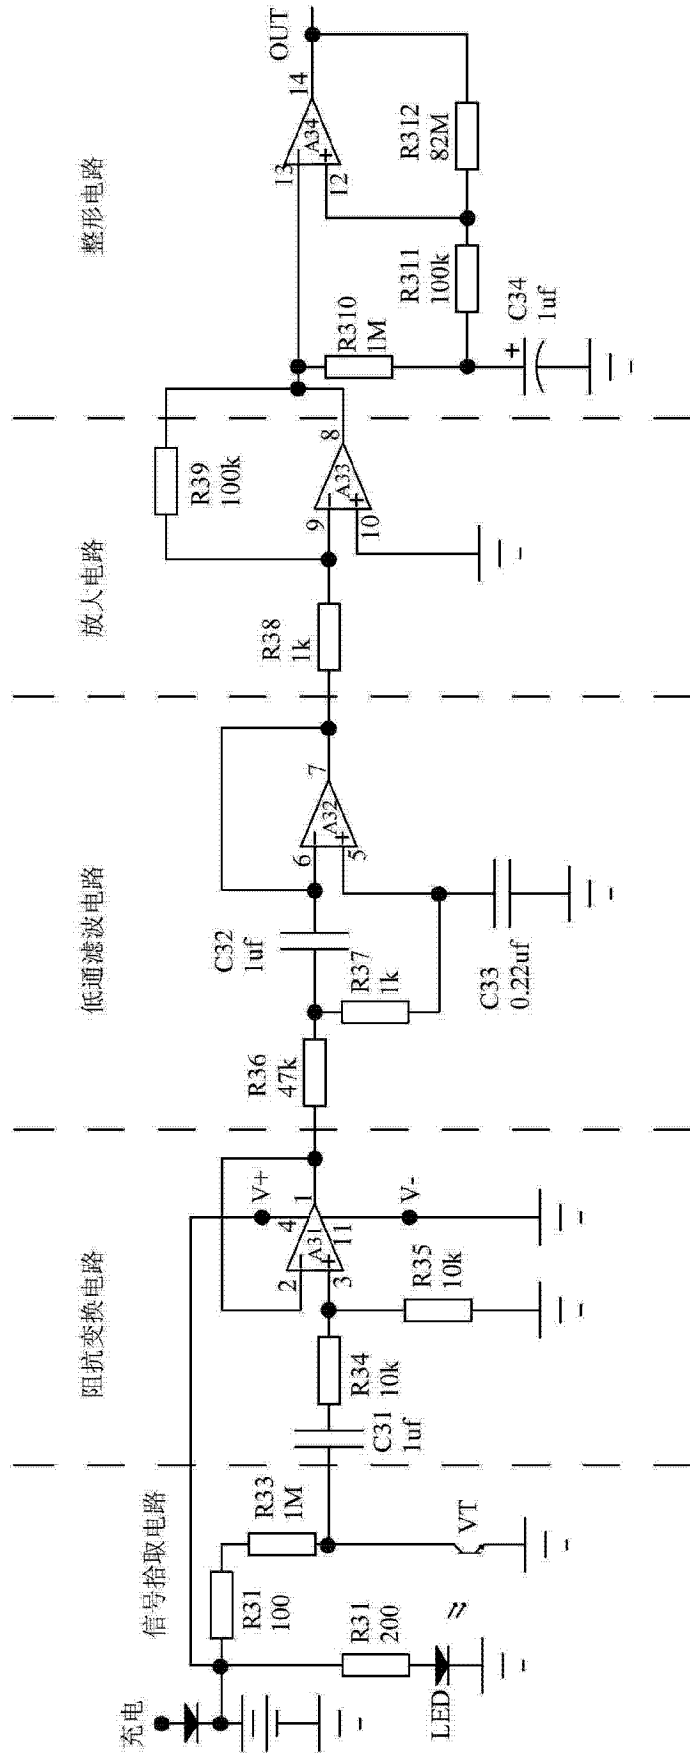 信号拾取电路
阻抗变换电路
低通滤波电路
放大电路
整形电路
充电
R31
100
R31
200
LED
R33
1M
VT
C31
1uf
R34
10k
R35
10k
V+
V-
A31
2
3
4
11
1
R36
47k
C32
1uf
R37
1k
C33
0.22uf
A32
6
5
7
R38
1k
R39
100k
A33
9
10
8
R310
1M
R311
100k
C34
1uf
R312
82M
A34
13
12
14
OUT